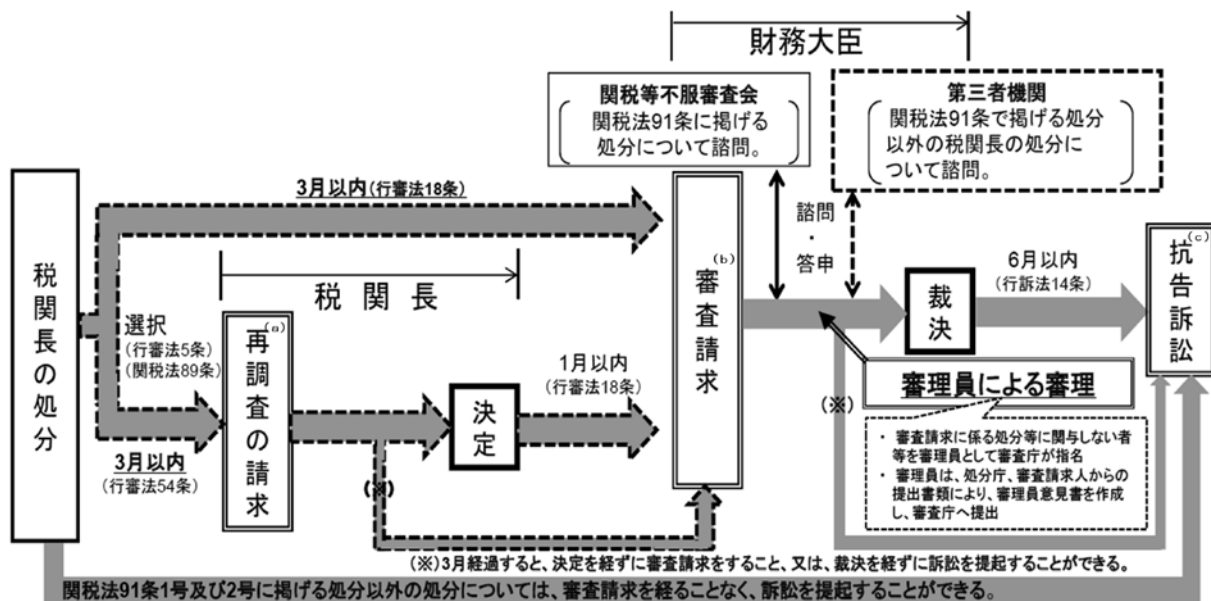 財務大臣
関税等不服審査会
関税法91条に掲げる
処分について諮問。
第三者機関
関税法91条で掲げる処分
以外の税関長の処分に
ついて諮問。
税関長の処分
3月以内(行審法18条)
税関長
選択
(行審法5条)
(関税法89条)
3月以内
(行審法54条)
(a)
再調査の請求
(※)
決定
1月以内
(行審法18条)
(b)
審査請求
諮問
・
答申
裁決
6月以内
(行訴法14条)
(c)
抗告訴訟
(※)
審理員による審理
・ 審査請求に係る処分等に関与しない者
等を審理員として審査庁が指名
・ 審理員は、処分庁、審査請求人からの
提出書類により、審理員意見書を作成
し、審査庁へ提出
(※)3月経過すると、決定を経ずに審査請求をすること、又は、裁決を経ずに訴訟を提起することができる。
関税法91条1号及び2号に掲げる処分以外の処分については、審査請求を経ることなく、訴訟を提起することができる。